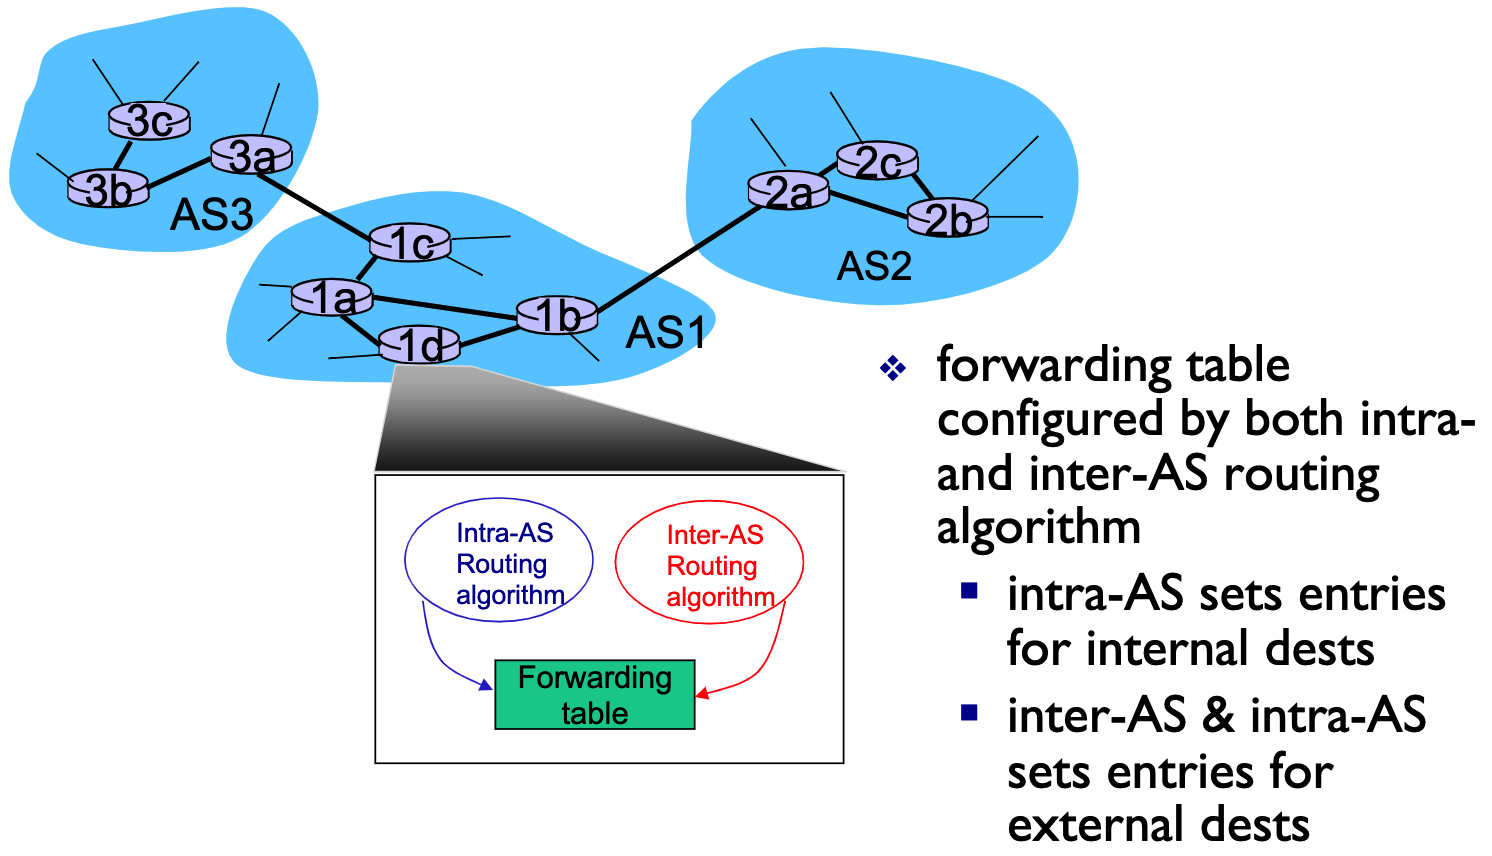 3c
3a
3b
AS3
2c
2a
2b
AS2
1c
1a
1b
1d
AS1
Intra-AS
Routing
algorithm
Inter-AS
Routing
algorithm
Forwarding
table
forwarding table
configured by both intra-
and inter-AS routing
algorithm
intra-AS sets entries
for internal dests
inter-AS & intra-AS
sets entries for
external dests